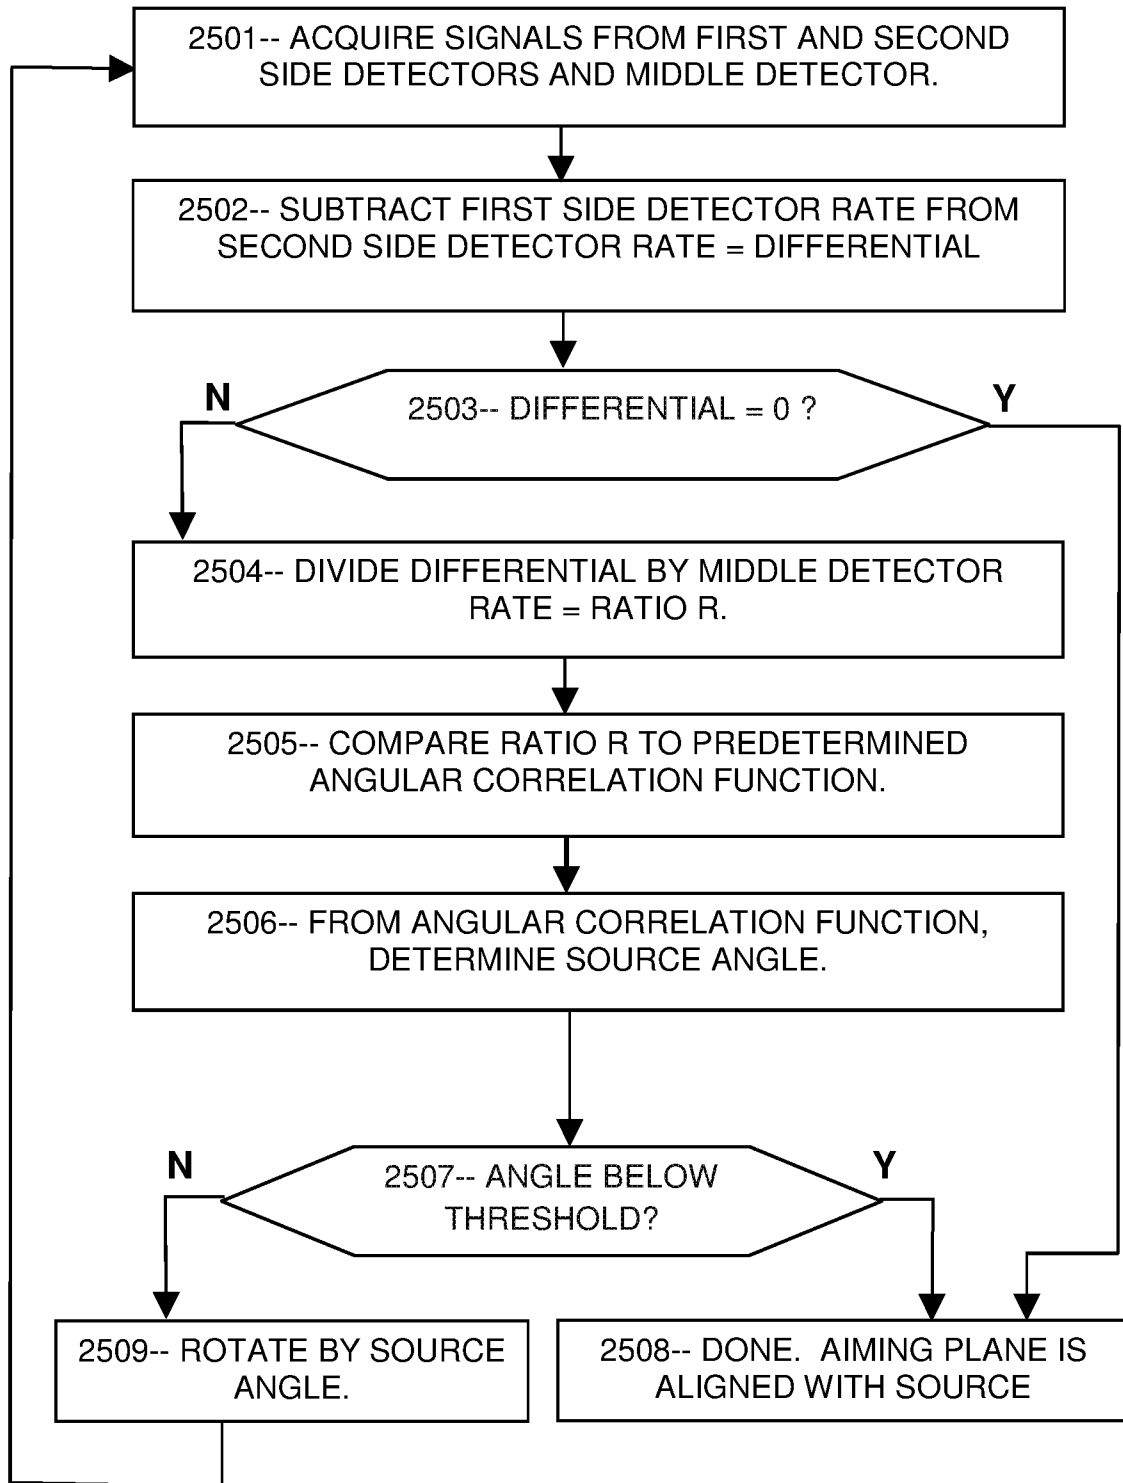 2501-- ACQUIRE SIGNALS FROM FIRST AND SECOND
SIDE DETECTORS AND MIDDLE DETECTOR.
2502-- SUBTRACT FIRST SIDE DETECTOR RATE FROM
SECOND SIDE DETECTOR RATE = DIFFERENTIAL
N
2503-- DIFFERENTIAL = 0 ?
Y
2504-- DIVIDE DIFFERENTIAL BY MIDDLE DETECTOR
RATE = RATIO R.
2505-- COMPARE RATIO R TO PREDETERMINED
ANGULAR CORRELATION FUNCTION.
2506-- FROM ANGULAR CORRELATION FUNCTION,
DETERMINE SOURCE ANGLE.
N
2507-- ANGLE BELOW
THRESHOLD?
Y
2509-- ROTATE BY SOURCE
ANGLE.
2508-- DONE.  AIMING PLANE IS
ALIGNED WITH SOURCE